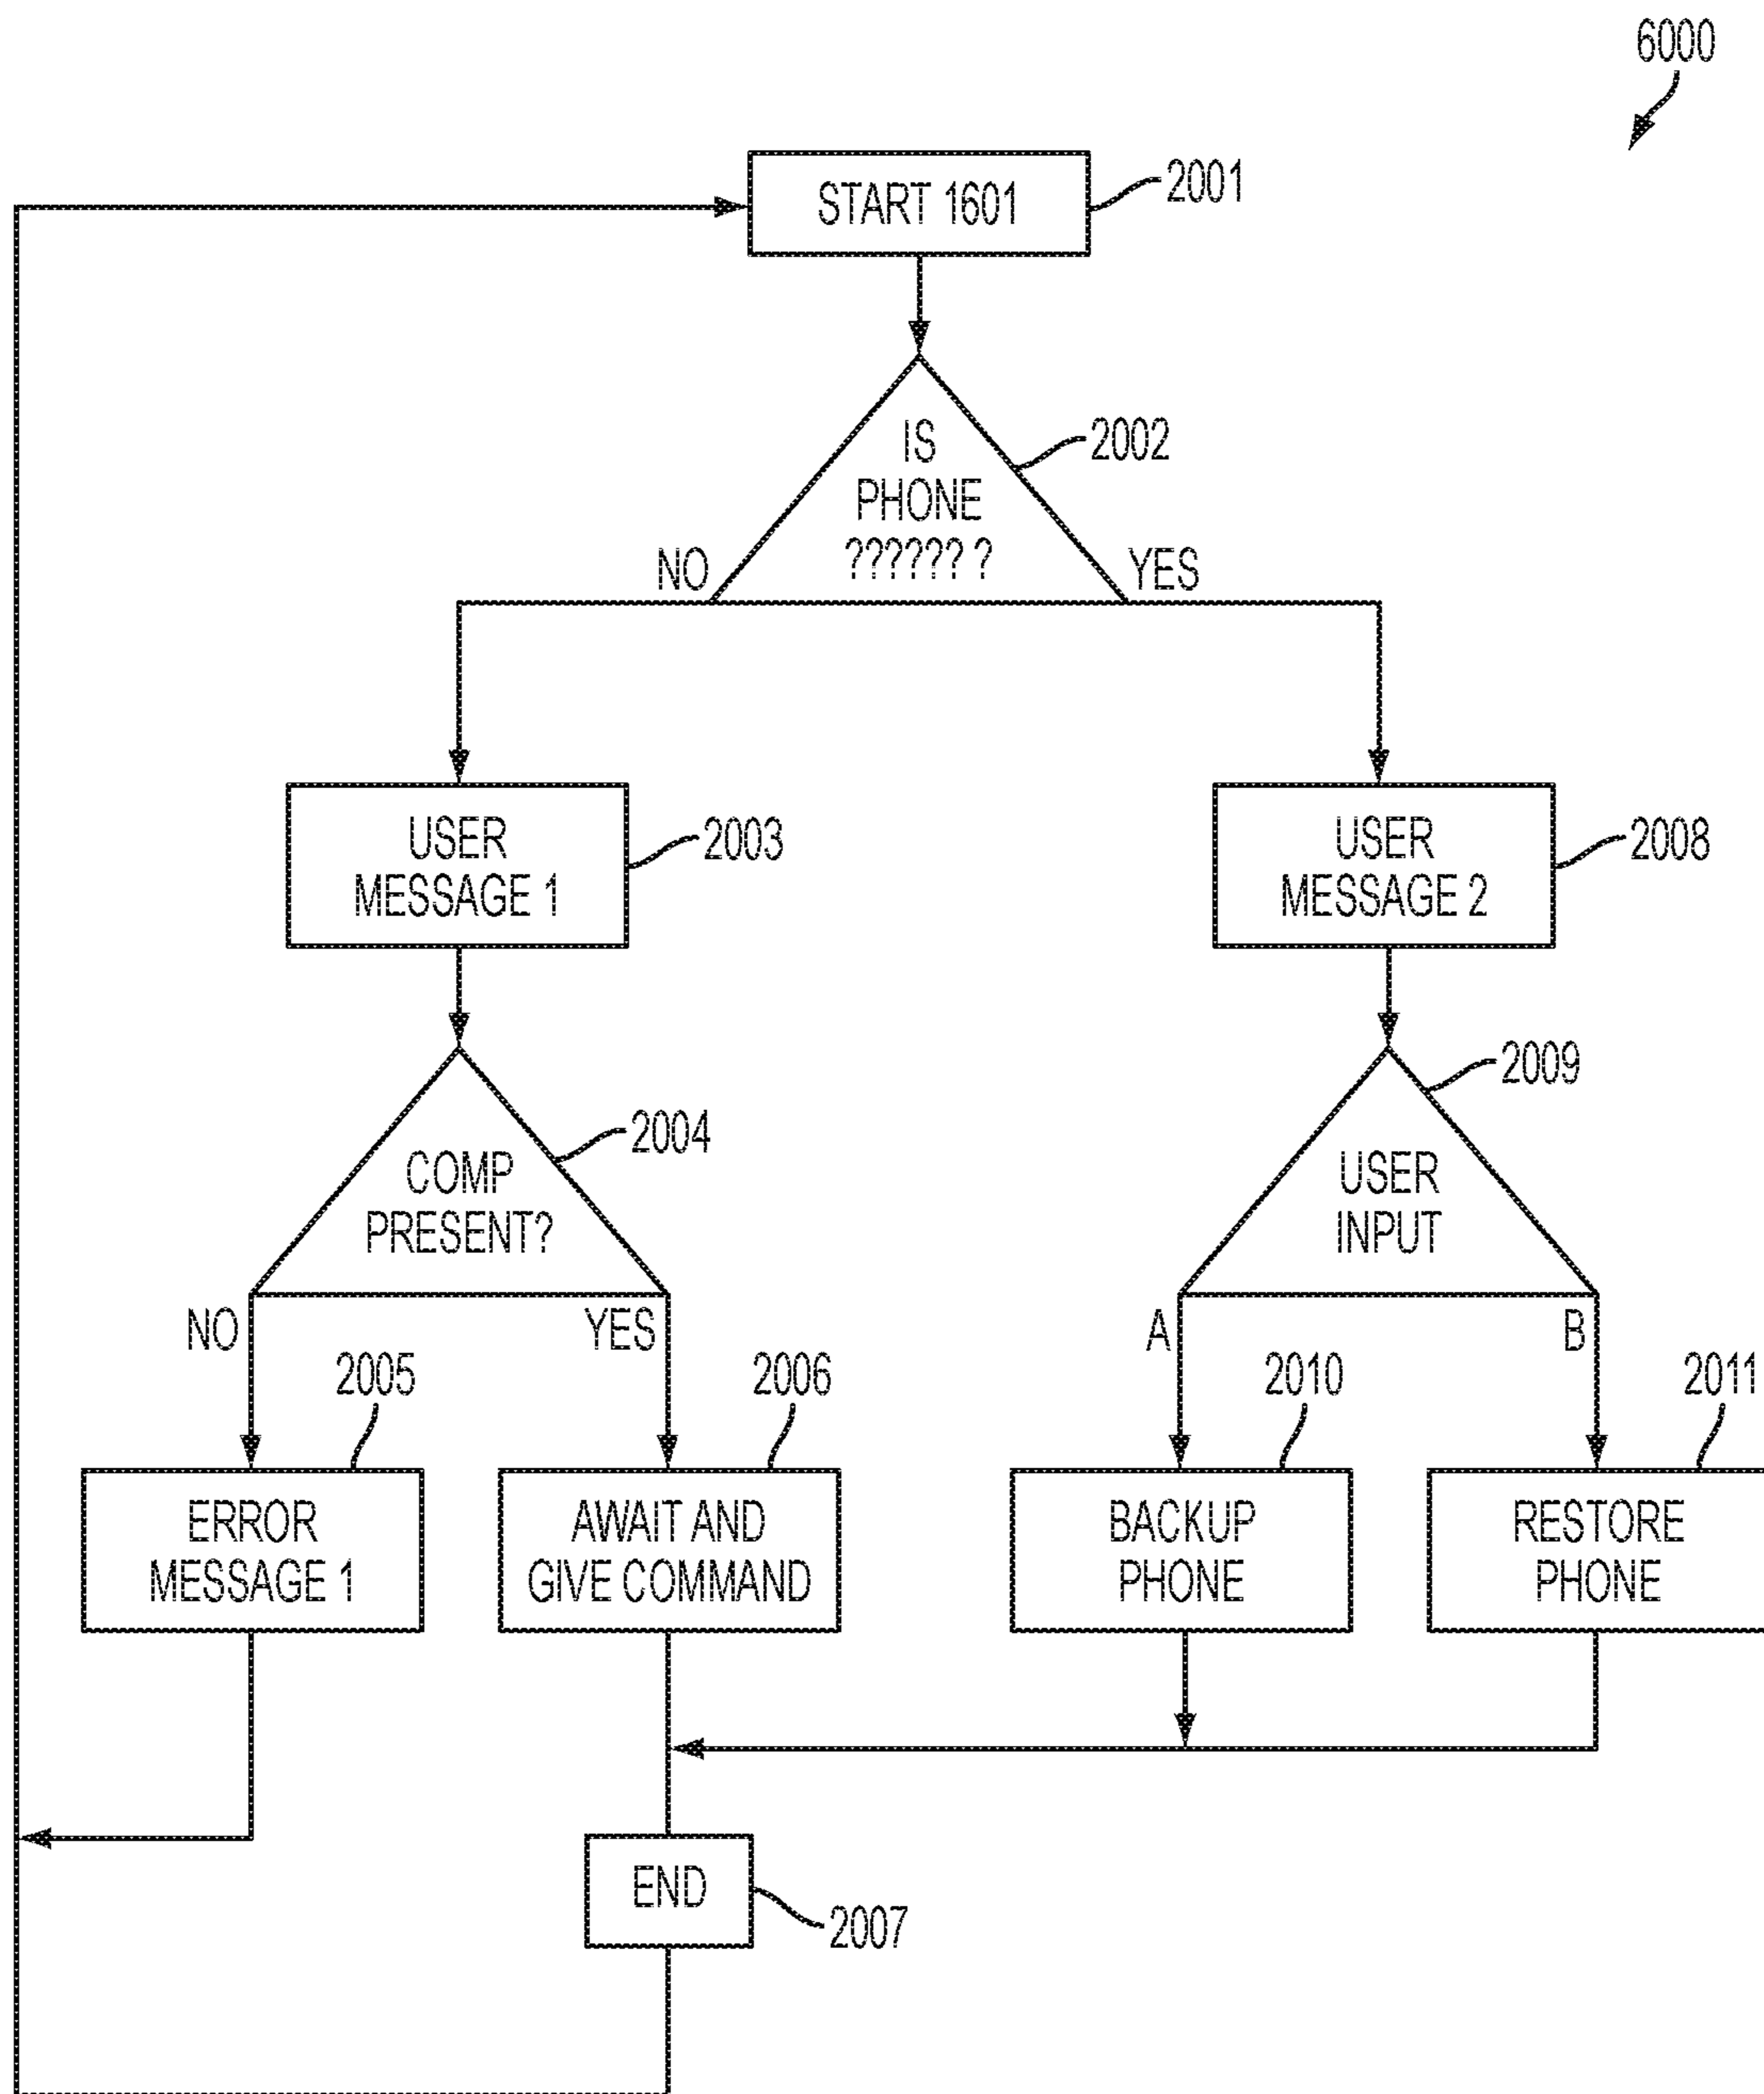 6000
START 1601
2001
IS
PHONE
?????? ?
2002
NO
YES
USER
MESSAGE 1
2003
USER
MESSAGE 2
2008
COMP
PRESENT?
2004
USER
INPUT
2009
NO
YES
A
B
2005
2006
2010
2011
ERROR
MESSAGE 1
AWAIT AND
GIVE COMMAND
BACKUP
PHONE
RESTORE
PHONE
END
2007